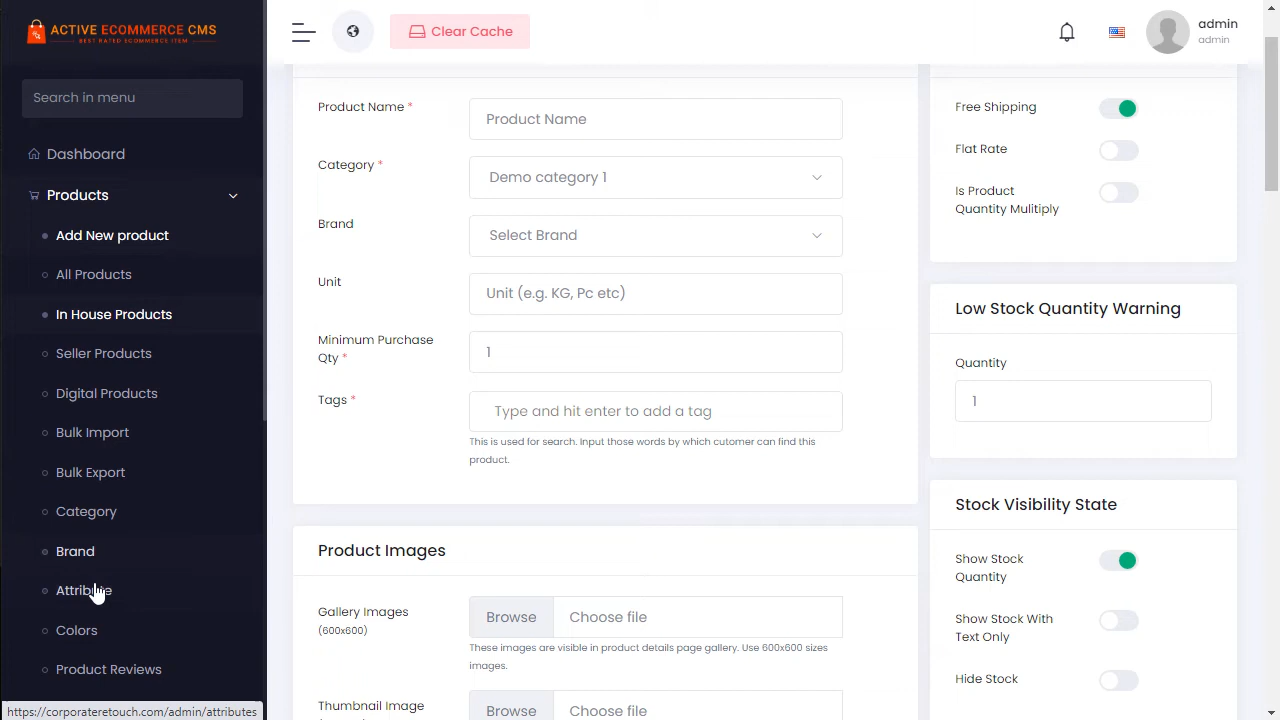 ACTIVE ECOMMERCE CMS
BEST RATED ECOMMERCE ITEM
Search in menu
Dashboard
Products
Add New product
All Products
In House Products
Seller Products
Digital Products
Bulk Import
Bulk Export
Category
Brand
Attribute
Colors
Product Reviews
https://corporateretouch.com/admin/attributes
Clear Cache
admin
admin
Product Name *
Product Name
Category *
Demo category 1
Brand
Select Brand
Unit
Unit (e.g. KG, Pc etc)
Minimum Purchase
Qty *
1
Tags *
Type and hit enter to add a tag
This is used for search. Input those words by which cutomer can find this
product.
Product Images
Gallery Images
(600x600)
Browse
Choose file
These images are visible in product details page gallery. Use 600x600 sizes
images.
Thumbnail Image
Browse
Choose file
Free Shipping
Flat Rate
Is Product
Quantity Mulitiply
Low Stock Quantity Warning
Quantity
1
Stock Visibility State
Show Stock
Quantity
Show Stock With
Text Only
Hide Stock